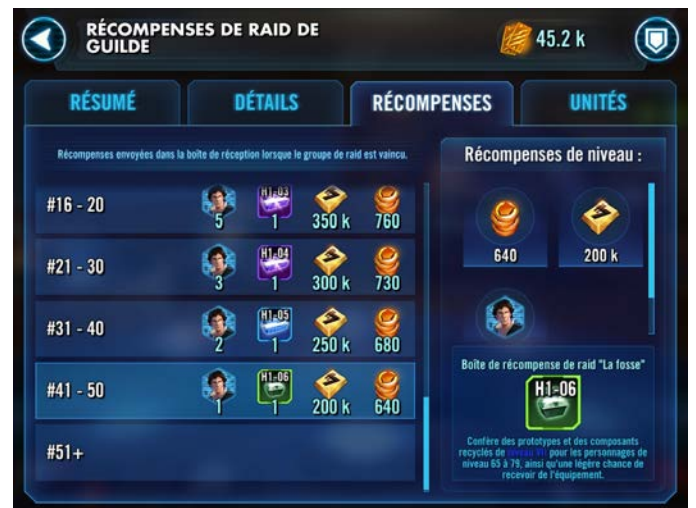 RÉCOMPENSES DE RAID DE
GUILDE
45.2 k
RÉSUMÉ
DÉTAILS
RÉCOMPENSES
UNITÉS
Récompenses envoyées dans la boîte de réception lorsque le groupe de raid est vaincu.
Récompenses de niveau :
#16 - 20
5
H1-03
1
350 k
760
#21 - 30
3
H1-04
1
300 k
730
#31 - 40
2
H1-05
1
250 k
680
#41 - 50
1
H1-06
1
200 k
640
#51+
640
200 k
Boîte de récompense de raid "La fosse"
H1-06
Confère des prototypes et des composants
recyclés de niveau VII pour les personnages de
niveau 65 à 79, ainsi qu'une légère chance de
recevoir de l'équipement.